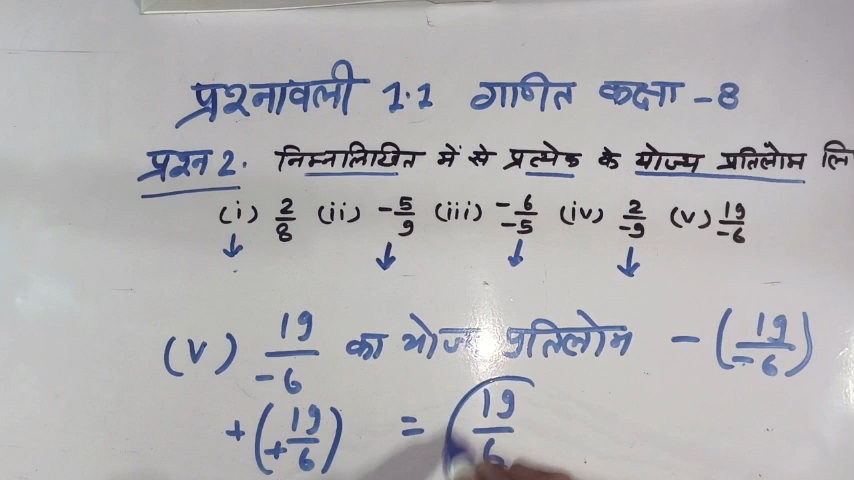 प्रश्नावली 1.1 गणित कक्षा - 8
प्रश्न 2. निम्नलिखित में से प्रत्येक के योज्य प्रतिलोम लि
(i) 2/8 (ii) -5/9 (iii) -6/-5 (iv) 2/-9 (v) 19/-6
(v) 19/-6 का योज्य प्रतिलोम - (19/-6)
+ (19/+6) = (19/6